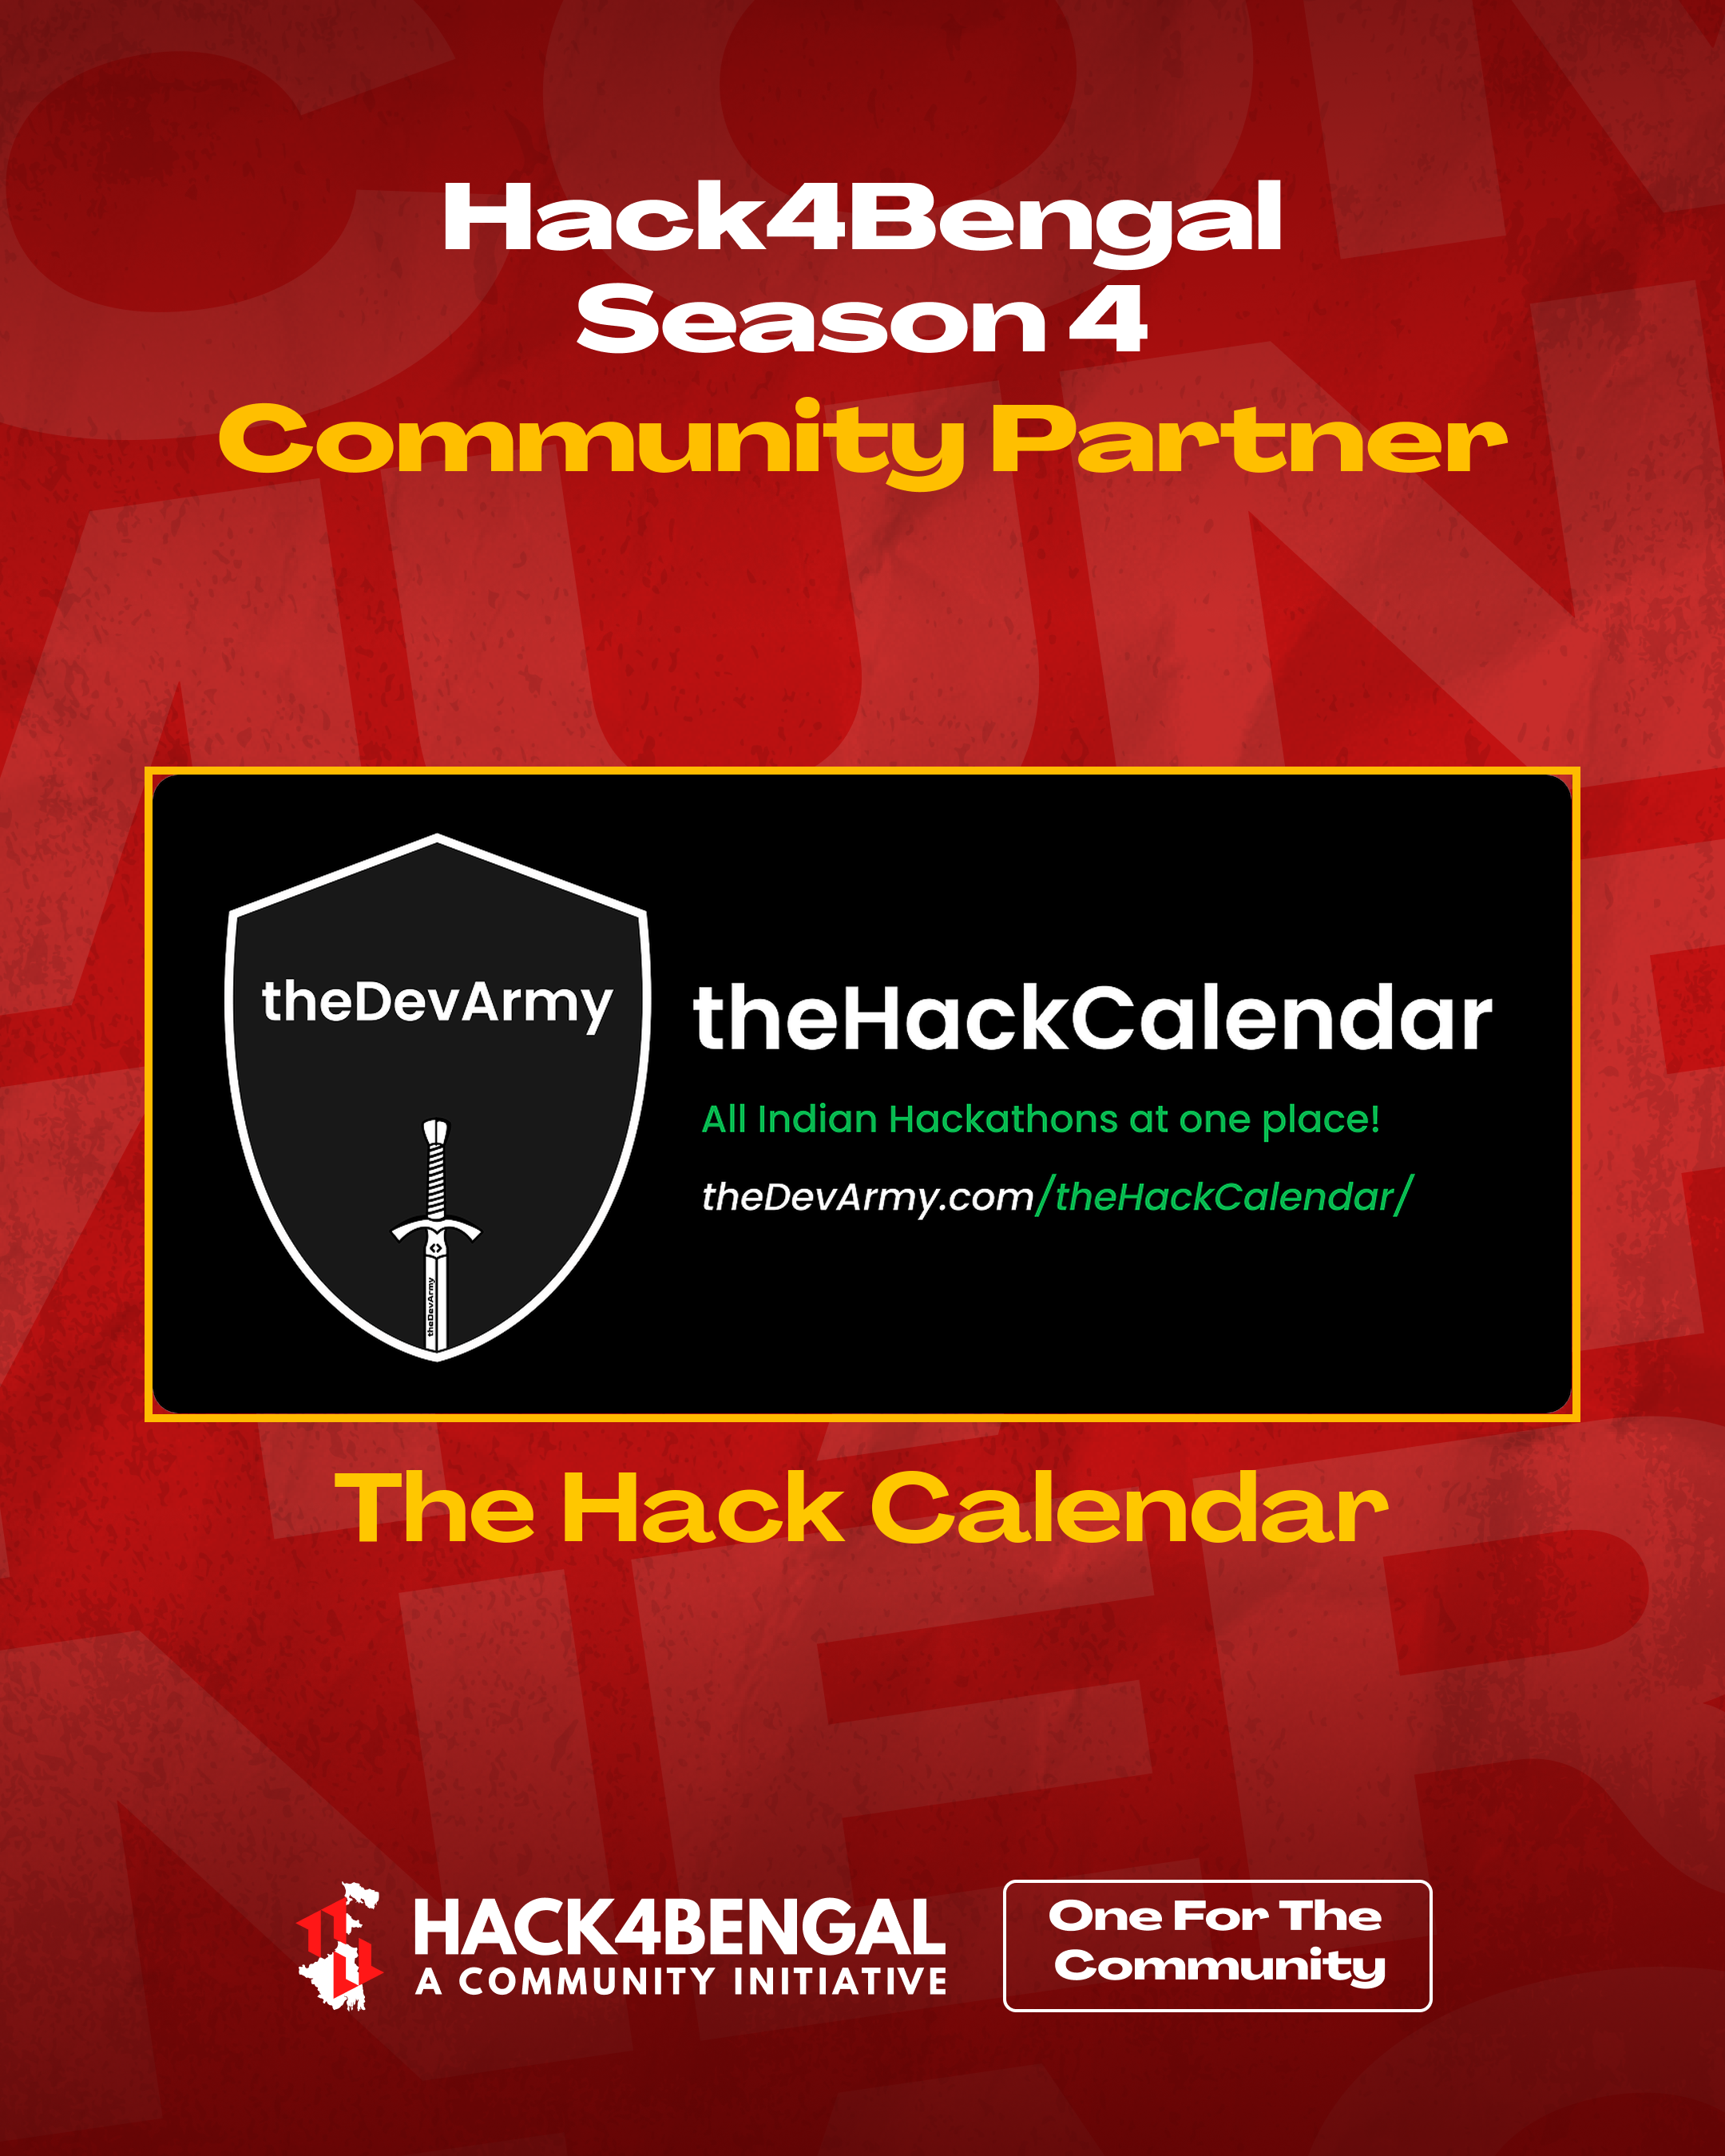 Hack4Bengal
Season 4
Community Partner
theDevArmy
theDevArmy
theHackCalendar
All Indian Hackathons at one place!
theDevArmy.com/theHackCalendar/
The Hack Calendar
HACK4BENGAL
A COMMUNITY INITIATIVE
One For The
Community